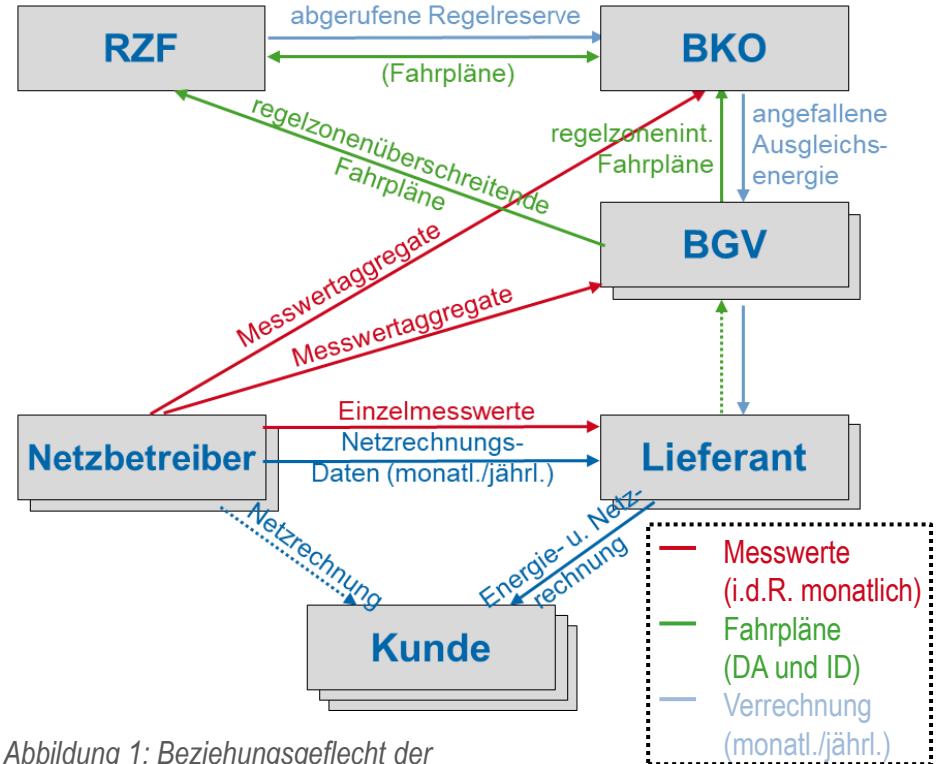 abgerufene Regelreserve
RZF
BKO
(Fahrpläne)
regelzonenüberschreitende
Fahrpläne
regelzonenint.
Fahrpläne
angefallene
Ausgleichs-
energie
BGV
Messwertaggregate
Messwertaggregate
Einzelmesswerte
Netzbetreiber
Netzrechnungs-
Daten (monatl./jährl.)
Lieferant
Netzrechnung
Energie- u. Netz-
rechnung
Kunde
Messwerte
(i.d.R. monatlich)
Fahrpläne
(DA und ID)
Verrechnung
(monatl./jährl.)
Abbildung 1: Beziehungsgeflecht der